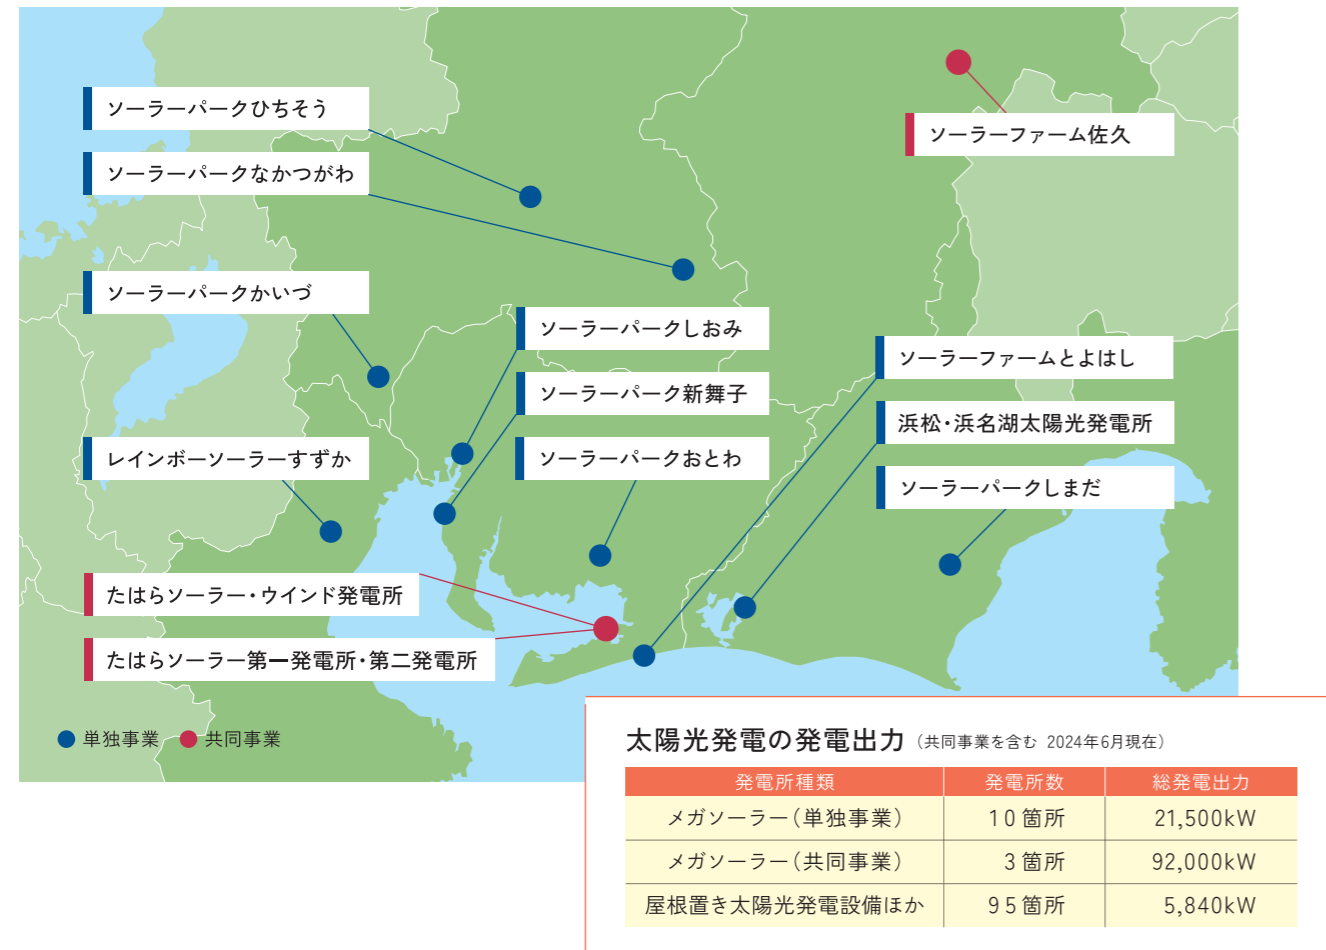 ソーラーパークひちそう
ソーラーファーム佐久
ソーラーパークなかつがわ
ソーラーパークかいづ
ソーラーパークしおみ
ソーラーファームとよはし
ソーラーパーク新舞子
浜松・浜名湖太陽光発電所
レインボーソーラーすずか
ソーラーパークおとわ
ソーラーパークしまだ
たはらソーラー・ウインド発電所
たはらソーラー第一発電所・第二発電所
単独事業 共同事業
太陽光発電の発電出力（共同事業を含む 2024年6月現在）
発電所種類 発電所数 総発電出力
メガソーラー（単独事業） 10箇所 21,500kW
メガソーラー（共同事業） 3箇所 92,000kW
屋根置き太陽光発電設備ほか 95箇所 5,840kW